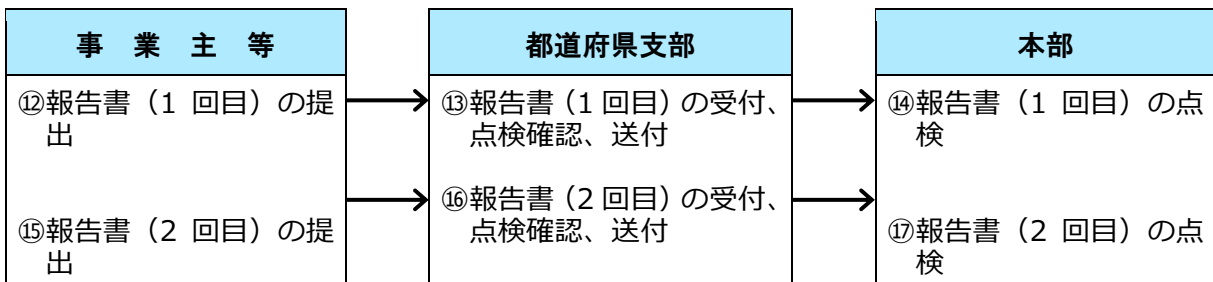 事 業 主 等
⑫報告書（1 回目）の提
出
⑮報告書（2 回目）の提
出
都道府県支部
⑬報告書（1 回目）の受付、
点検確認、送付
⑯報告書（2 回目）の受付、
点検確認、送付
本部
⑭報告書（1 回目）の点
検
⑰報告書（2 回目）の点
検